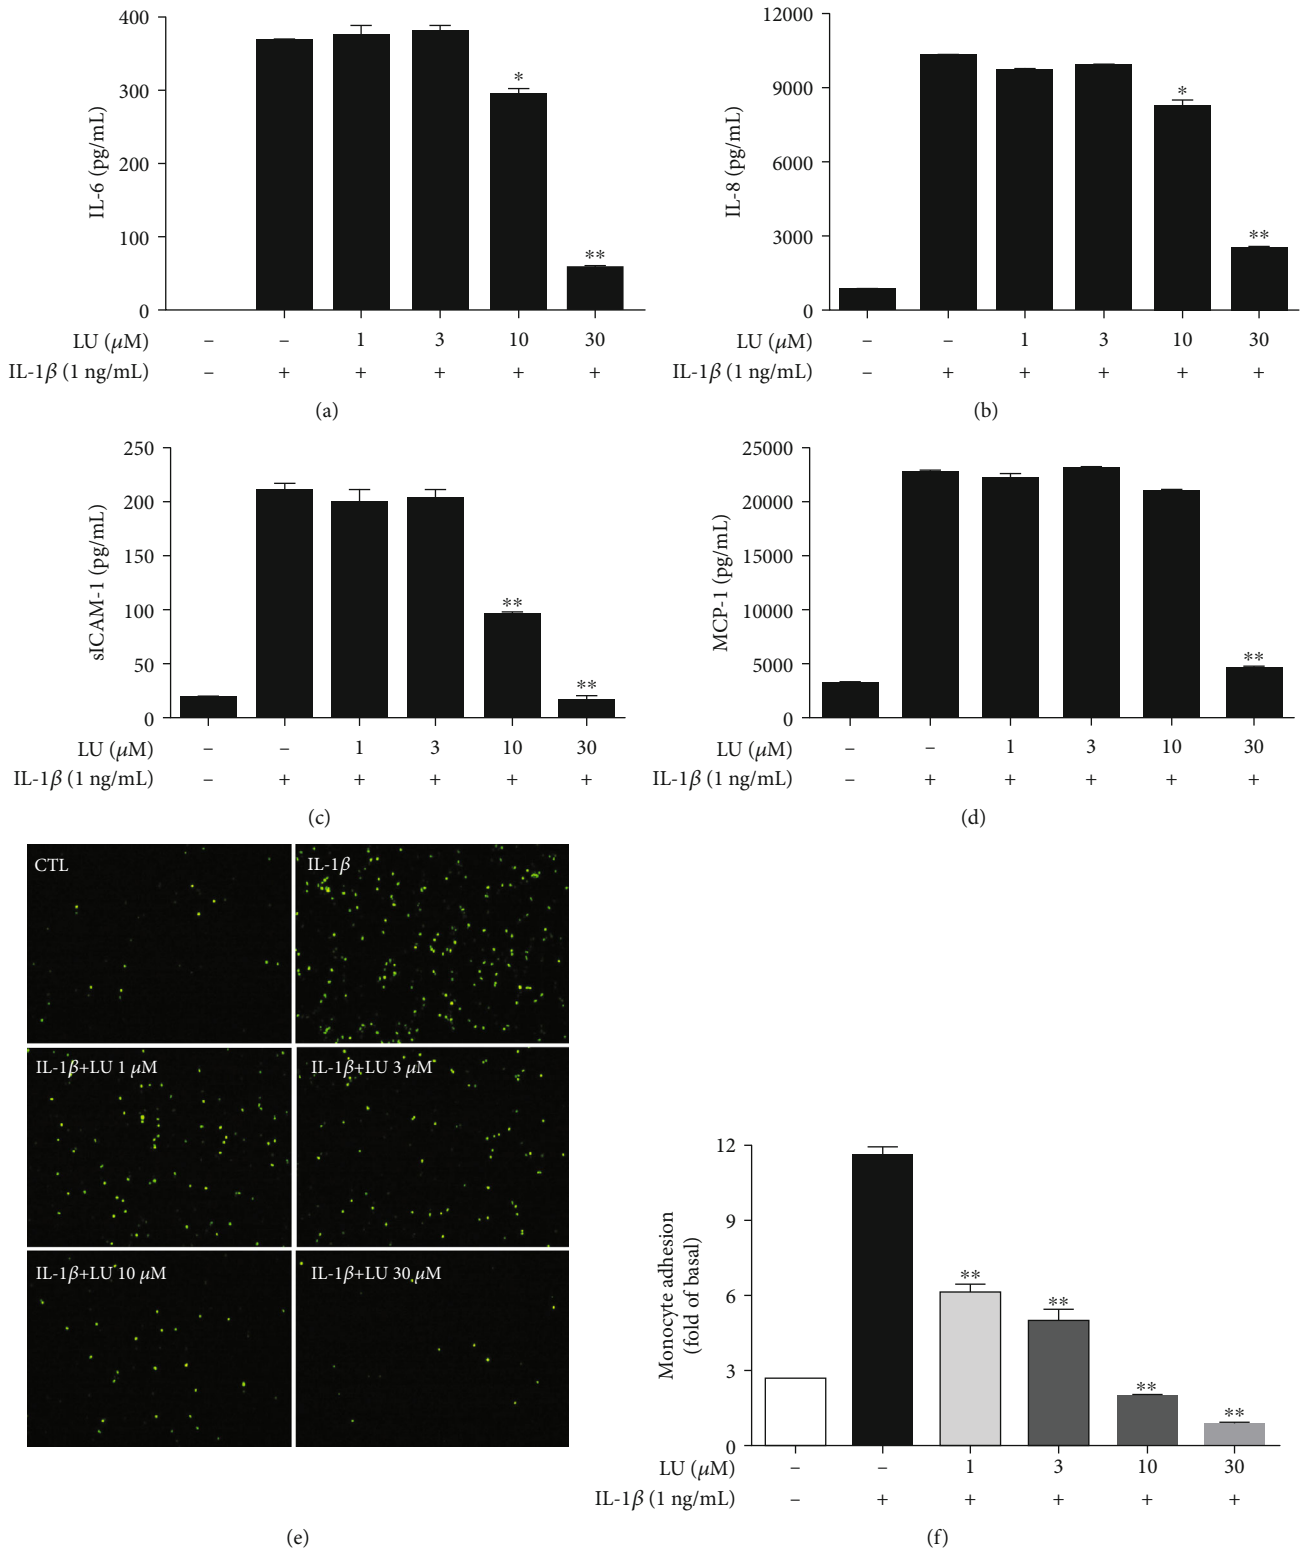 400
300
200
100
0
IL-6 (pg/mL)
*
**
LU (μM) – – 1 3 10 30
IL-1β (1 ng/mL) – + + + + +
(a)
12000
9000
6000
3000
0
IL-8 (pg/mL)
*
**
LU (μM) – – 1 3 10 30
IL-1β (1 ng/mL) – + + + + +
(b)
250
200
150
100
50
0
sICAM-1 (pg/mL)
**
**
LU (μM) – – 1 3 10 30
IL-1β (1 ng/mL) – + + + + +
(c)
25000
20000
15000
10000
5000
0
MCP-1 (pg/mL)
**
LU (μM) – – 1 3 10 30
IL-1β (1 ng/mL) – + + + + +
(d)
CTL
IL-1β
IL-1β+LU 1 μM
IL-1β+LU 3 μM
IL-1β+LU 10 μM
IL-1β+LU 30 μM
(e)
12
9
6
3
0
Monocyte adhesion
(fold of basal)
**
**
**
**
LU (μM) – – 1 3 10 30
IL-1β (1 ng/mL) – + + + + +
(f)